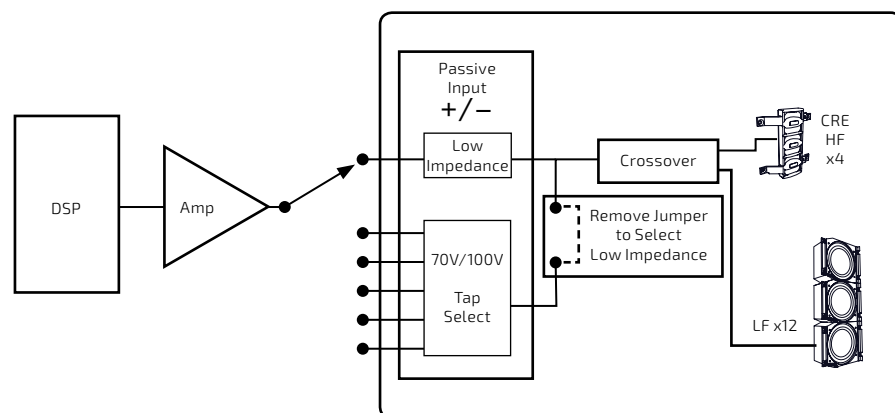 DSP
Amp
Passive
Input
+/−
Low
Impedance
70V/100V
Tap
Select
Crossover
Remove Jumper
to Select
Low Impedance
CRE
HF
x4
LF x12